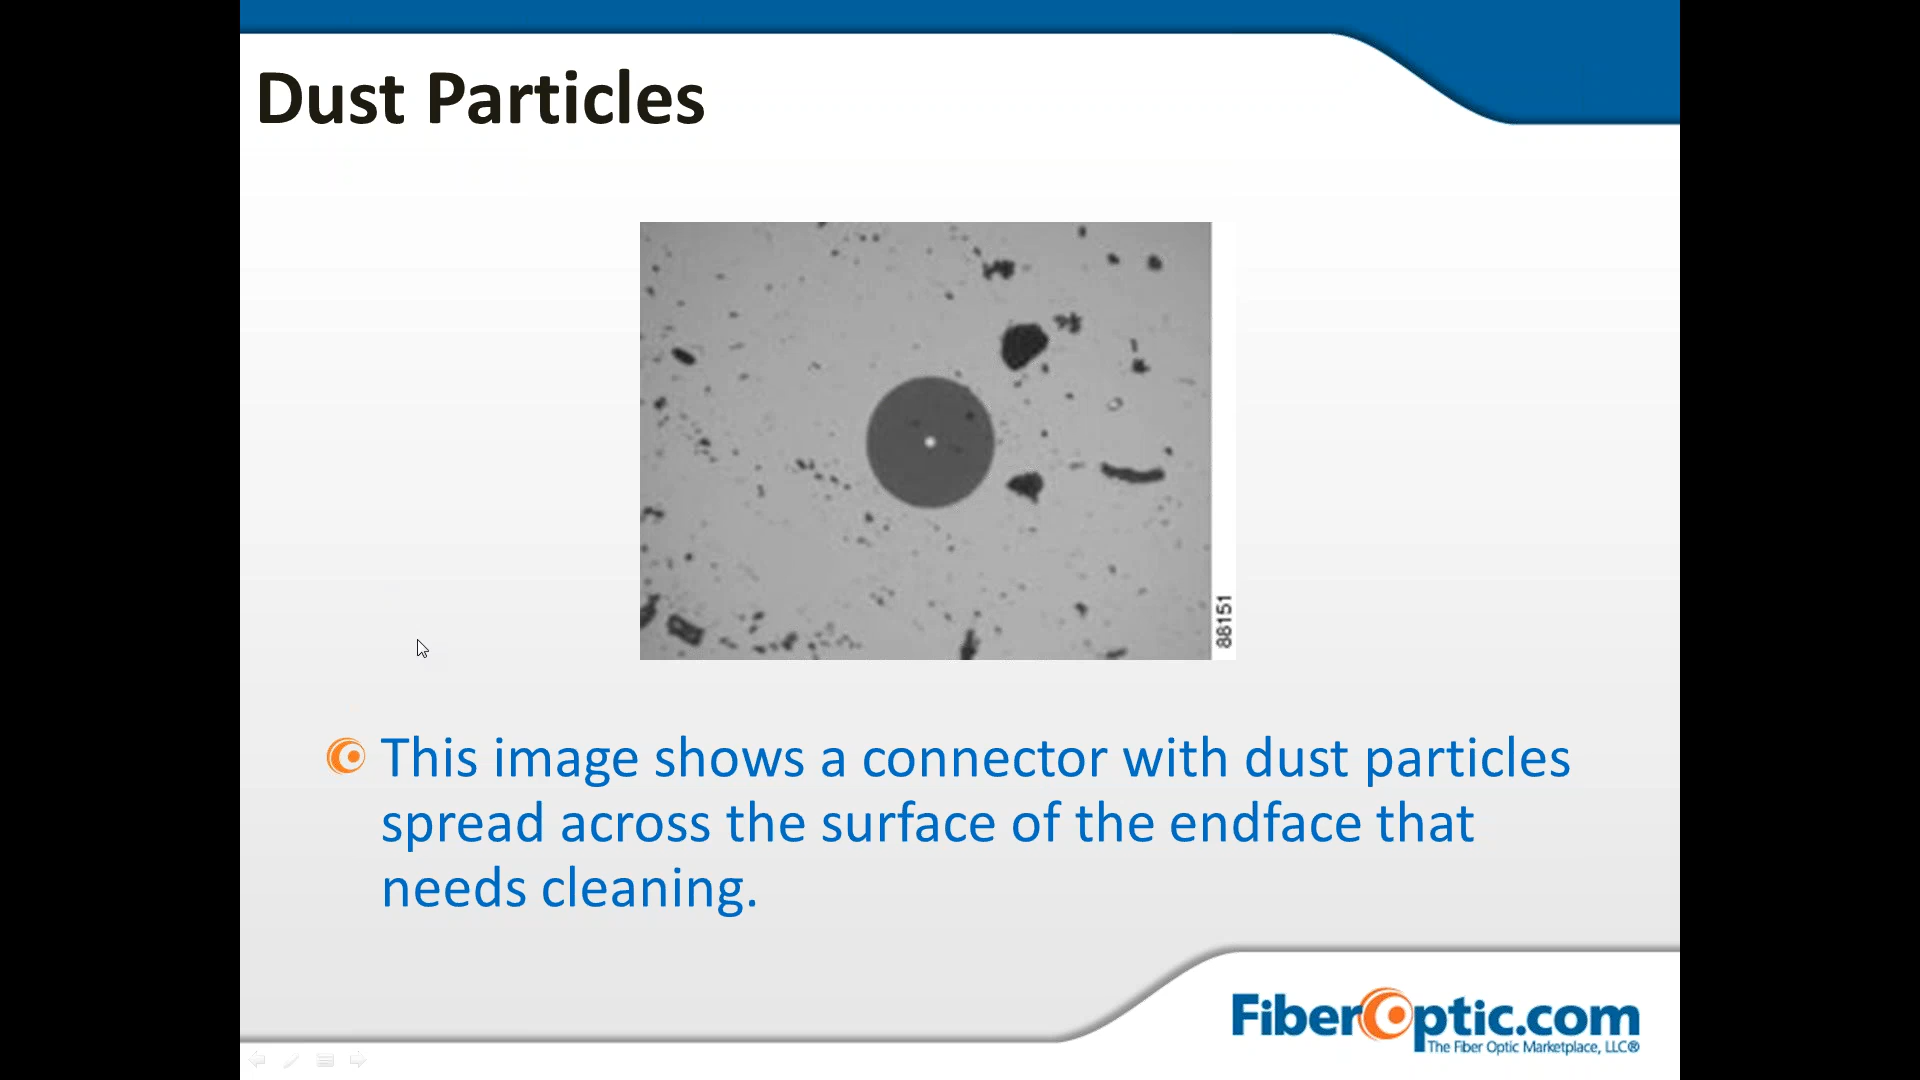 Dust Particles
88151
This image shows a connector with dust particles
spread across the surface of the endface that
needs cleaning.
FiberOptic.com
The Fiber Optic Marketplace, LLC®